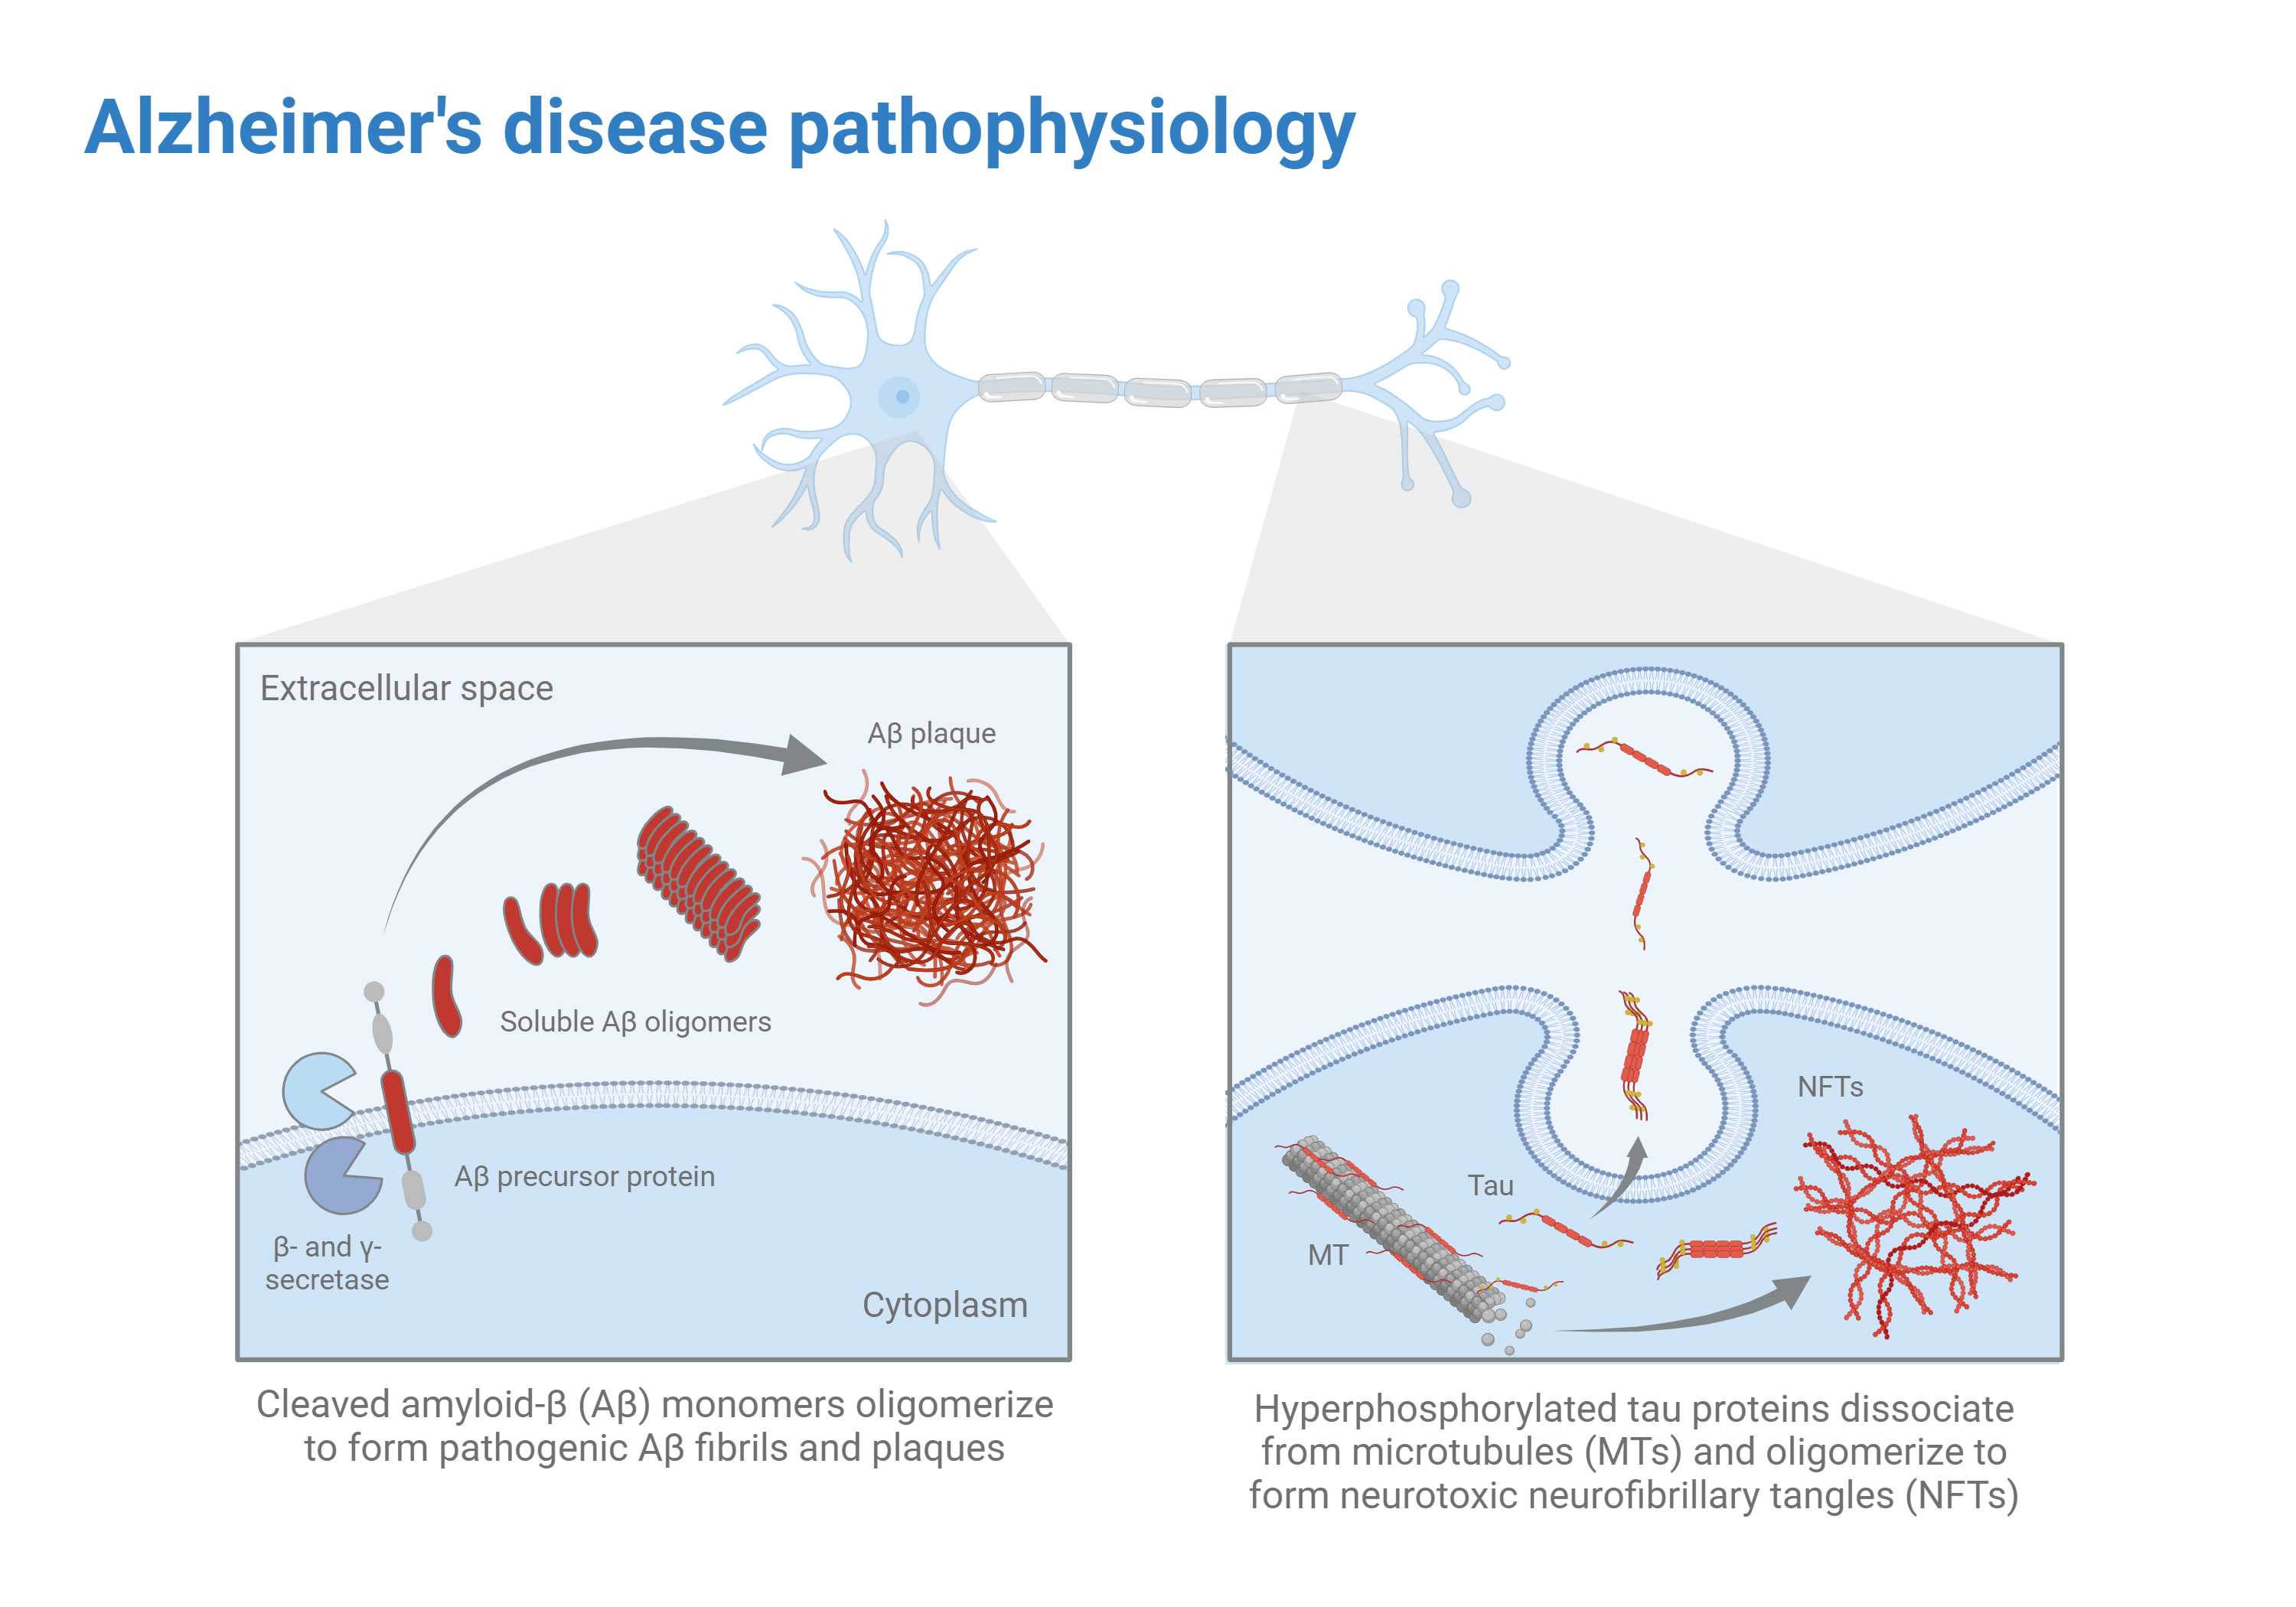 Alzheimer's disease pathophysiology
Extracellular space
Aβ plaque
Soluble Aβ oligomers
Aβ precursor protein
β- and γ-
secretase
Cytoplasm
Cleaved amyloid-β (Aβ) monomers oligomerize
to form pathogenic Aβ fibrils and plaques
NFTs
Tau
MT
Hyperphosphorylated tau proteins dissociate
from microtubules (MTs) and oligomerize to
form neurotoxic neurofibrillary tangles (NFTs)